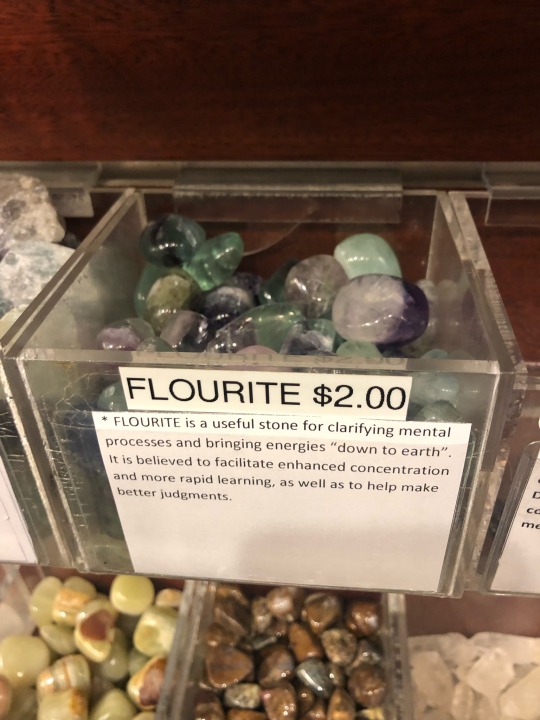 FLOURITE $2.00
* FLOURITE is a useful stone for clarifying mental
processes and bringing energies “down to earth”.
It is believed to facilitate enhanced concentration
and more rapid learning, as well as to help make
better judgments.